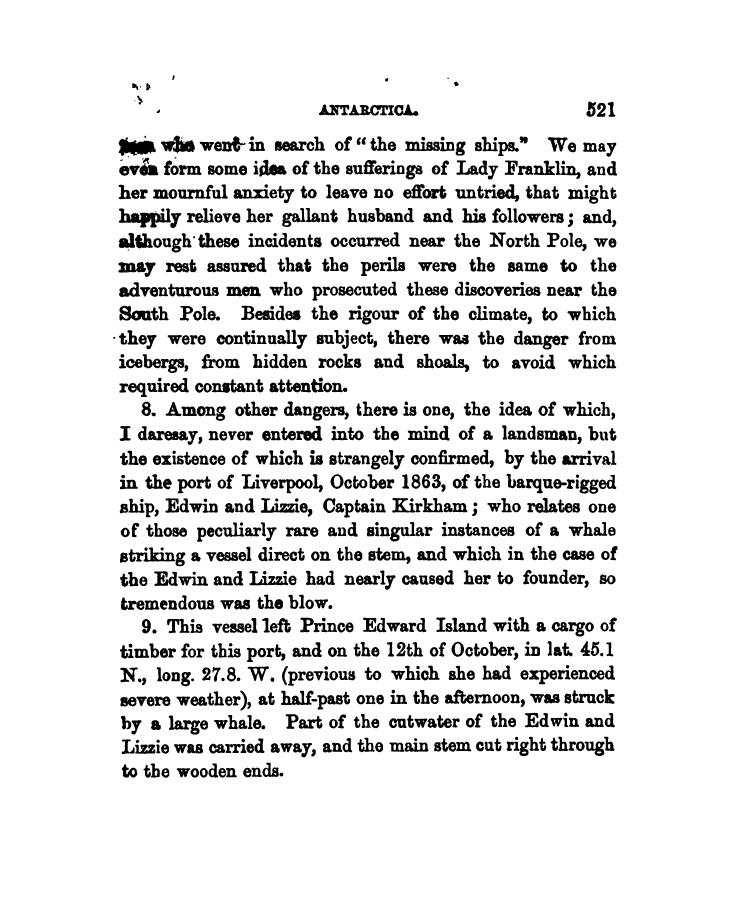 ANTARCTICA. 521
who went in search of "the missing ships." We may
even form some idea of the sufferings of Lady Franklin, and
her mournful anxiety to leave no effort untried, that might
happily relieve her gallant husband and his followers; and,
although these incidents occurred near the North Pole, we
may rest assured that the perils were the same to the
adventurous men who prosecuted these discoveries near the
South Pole. Besides the rigour of the climate, to which
they were continually subject, there was the danger from
icebergs, from hidden rocks and shoals, to avoid which
required constant attention.
8. Among other dangers, there is one, the idea of which,
I daresay, never entered into the mind of a landsman, but
the existence of which is strangely confirmed, by the arrival
in the port of Liverpool, October 1863, of the barque-rigged
ship, Edwin and Lizzie, Captain Kirkham; who relates one
of those peculiarly rare and singular instances of a whale
striking a vessel direct on the stem, and which in the case of
the Edwin and Lizzie had nearly caused her to founder, so
tremendous was the blow.
9. This vessel left Prince Edward Island with a cargo of
timber for this port, and on the 12th of October, in lat. 45.1
N., long. 27.8. W. (previous to which she had experienced
severe weather), at half-past one in the afternoon, was struck
by a large whale. Part of the cutwater of the Edwin and
Lizzie was carried away, and the main stem cut right through
to the wooden ends.